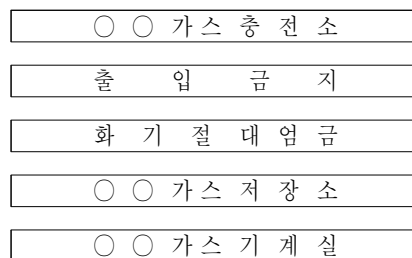 ○ ○ 가 스 충 전 소
출 입 금 지
화 기 절 대 엄 금
○ ○ 가 스 저 장 소
○ ○ 가 스 기 계 실